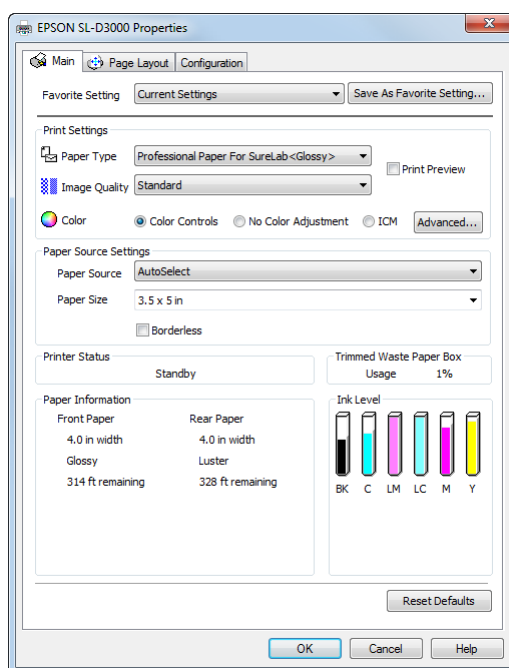 EPSON SL-D3000 Properties
Main Page Layout Configuration
Favorite Setting Current Settings Save As Favorite Setting...
Print Settings
Paper Type Professional Paper For SureLab<Glossy>
Print Preview
Image Quality Standard
Color Color Controls No Color Adjustment ICM Advanced...
Paper Source Settings
Paper Source AutoSelect
Paper Size 3.5 x 5 in
Borderless
Printer Status
Standby
Trimmed Waste Paper Box
Usage 1%
Paper Information
Front Paper Rear Paper
4.0 in width 4.0 in width
Glossy Luster
314 ft remaining 328 ft remaining
Ink Level
BK C LM LC M Y
Reset Defaults
OK Cancel Help